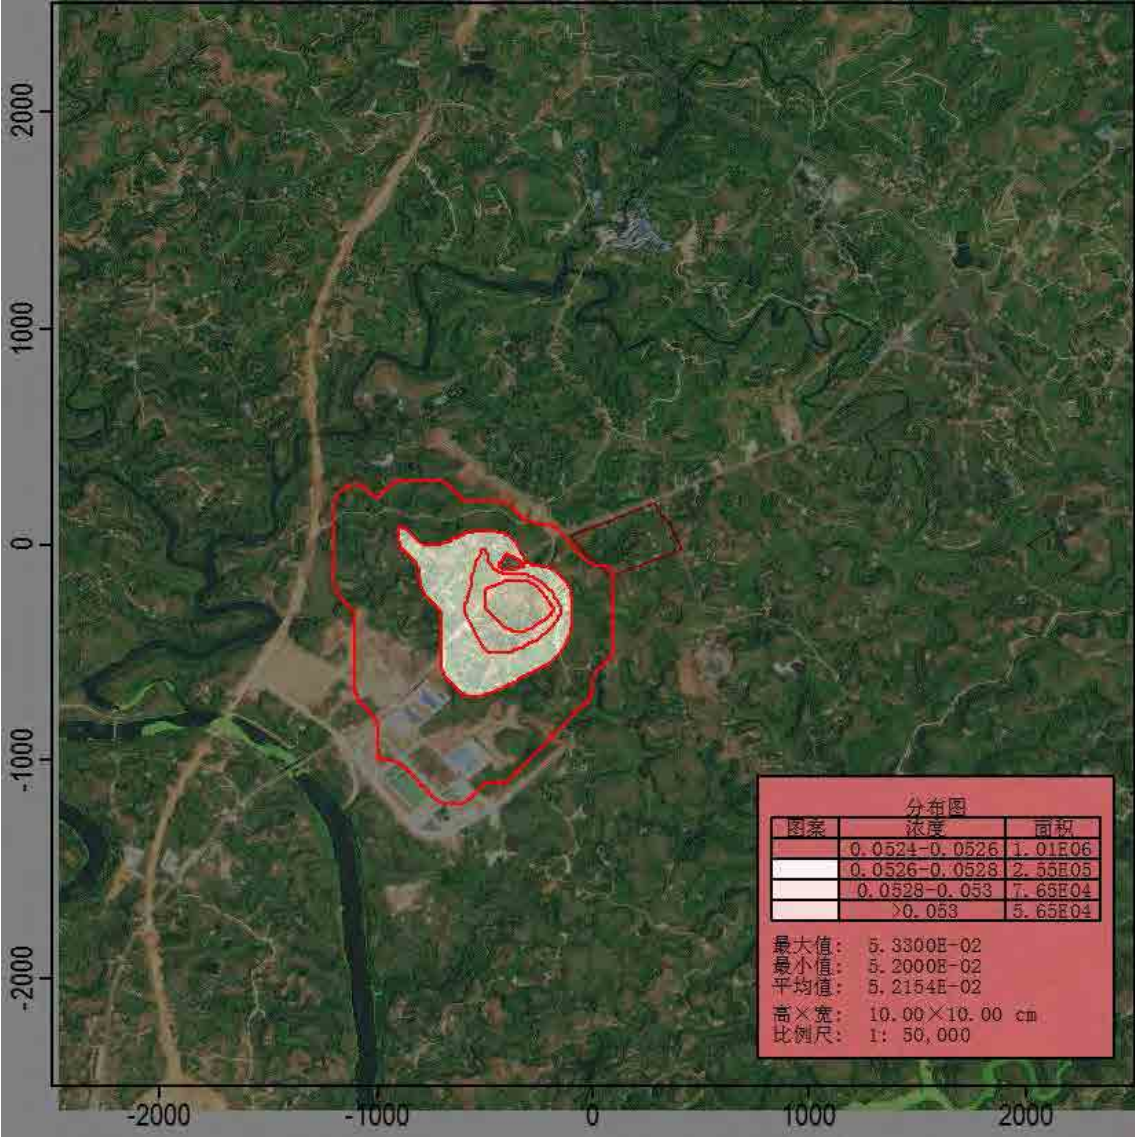 2000
1000
0
-1000
-2000
分布图
图案 浓度 面积
0.0524-0.0526 1.01E06
0.0526-0.0528 2.55E05
0.0528-0.053 7.65E04
>0.053 5.65E04
最大值: 5.3300E-02
最小值: 5.2000E-02
平均值: 5.2154E-02
高×宽: 10.00×10.00 cm
比例尺: 1: 50,000
-2000 -1000 0 1000 2000